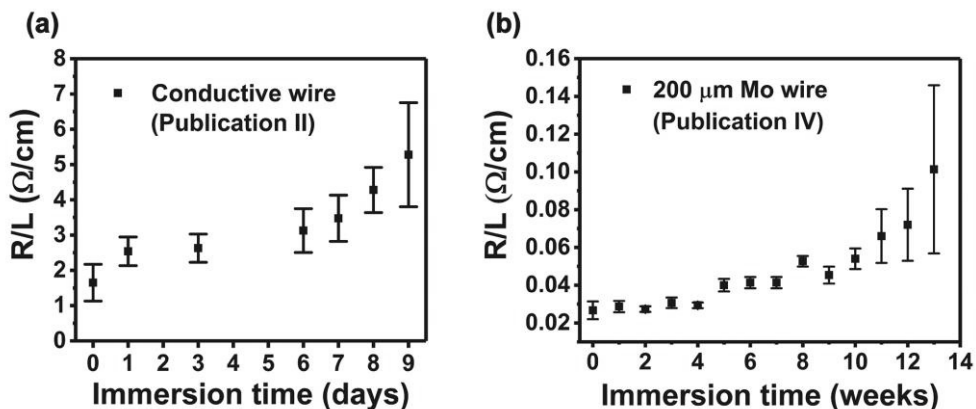 (a)
8
7
6
5
4
3
2
1
0
R/L (Ω/cm)
Conductive wire
(Publication II)
0 1 2 3 4 5 6 7 8 9
Immersion time (days)
(b)
0.16
0.14
0.12
0.10
0.08
0.06
0.04
0.02
R/L (Ω/cm)
200 μm Mo wire
(Publication IV)
0 2 4 6 8 10 12 14
Immersion time (weeks)